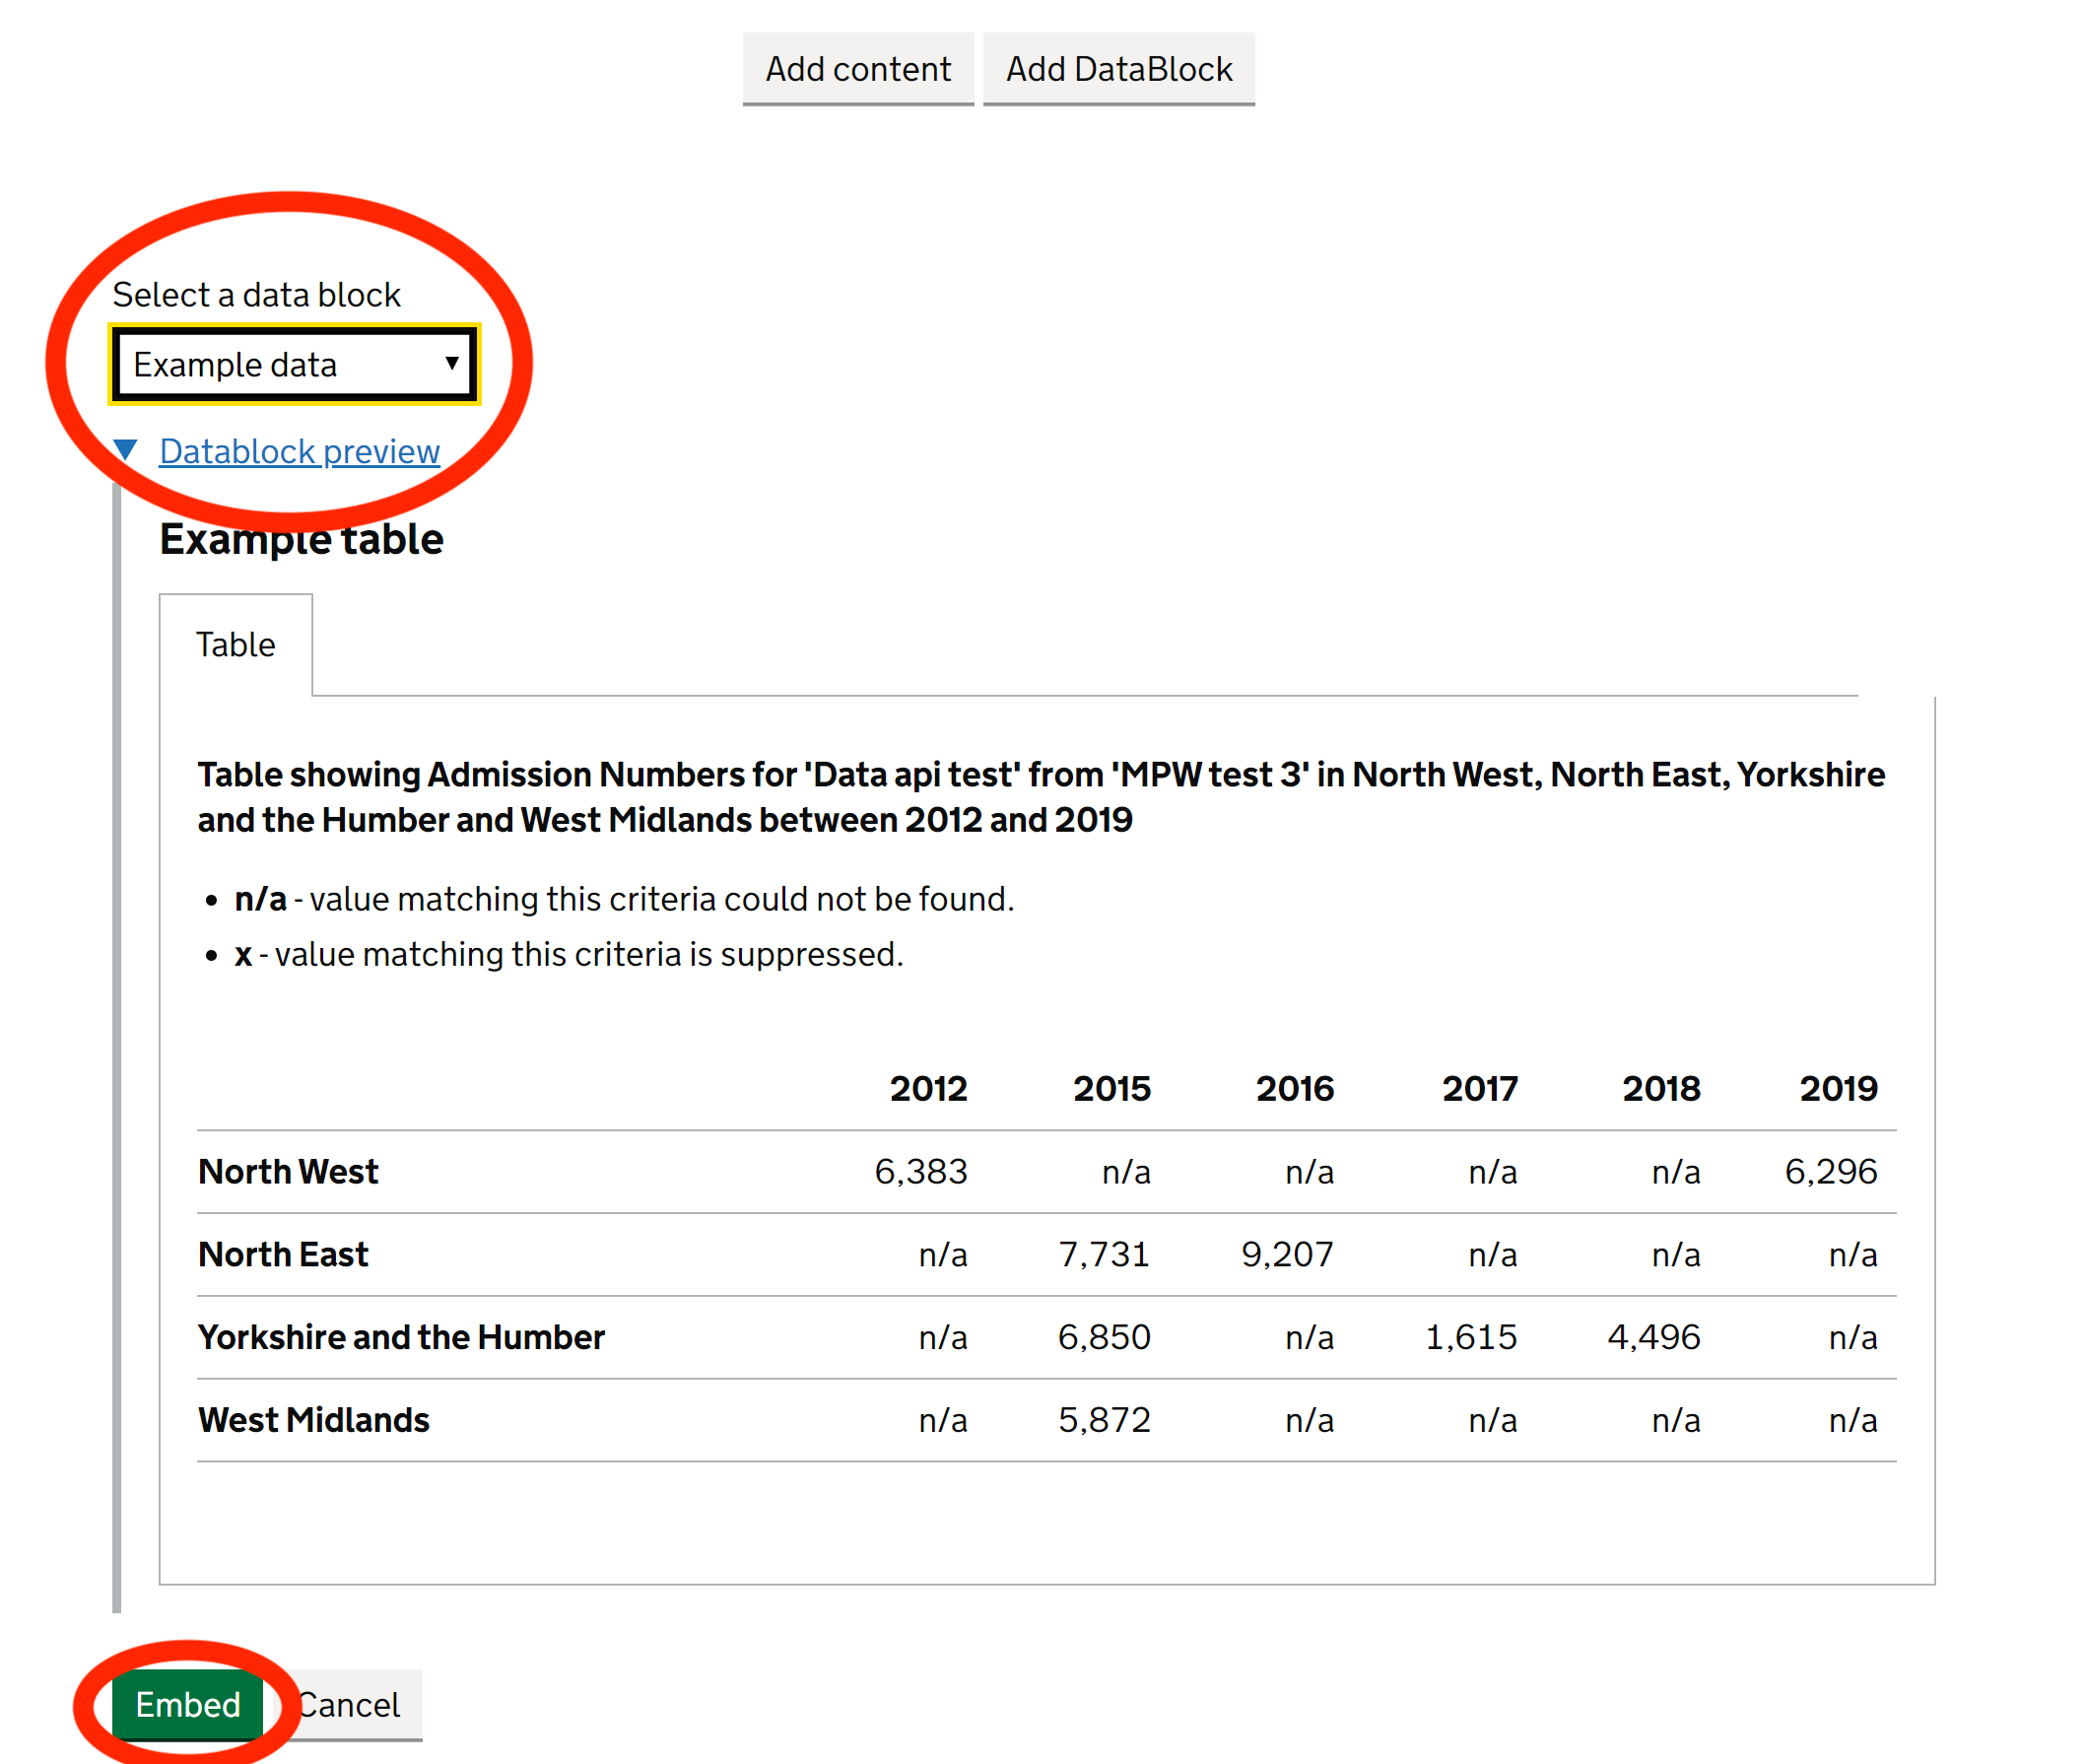 Add content Add DataBlock
Select a data block
Example data
Datablock preview
Example table
Table
Table showing Admission Numbers for 'Data api test' from 'MPW test 3' in North West, North East, Yorkshire
and the Humber and West Midlands between 2012 and 2019
• n/a - value matching this criteria could not be found.
• x - value matching this criteria is suppressed.
2012 2015 2016 2017 2018 2019
North West 6,383 n/a n/a n/a n/a 6,296
North East n/a 7,731 9,207 n/a n/a n/a
Yorkshire and the Humber n/a 6,850 n/a 1,615 4,496 n/a
West Midlands n/a 5,872 n/a n/a n/a n/a
Embed Cancel